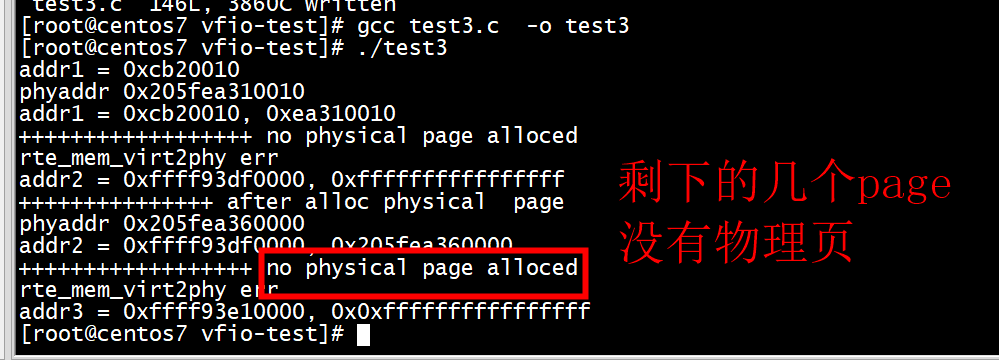 test3.c  146L, 3860C written
[root@centos7 vfio-test]# gcc test3.c  -o test3
[root@centos7 vfio-test]# ./test3
addr1 = 0xcb20010
phyaddr 0x205fea310010
addr1 = 0xcb20010, 0xea310010
++++++++++++++++++ no physical page alloced
rte_mem_virt2phy err
addr2 = 0xffff93df0000, 0xffffffffffffffff
+++++++++++++++ after alloc physical  page
phyaddr 0x205fea360000
addr2 = 0xffff93df0000, 0x205fea360000
++++++++++++++++++ no physical page alloced
rte_mem_virt2phy err
addr3 = 0xffff93e10000, 0x0xffffffffffffffff
[root@centos7 vfio-test]#
剩下的几个page
没有物理页